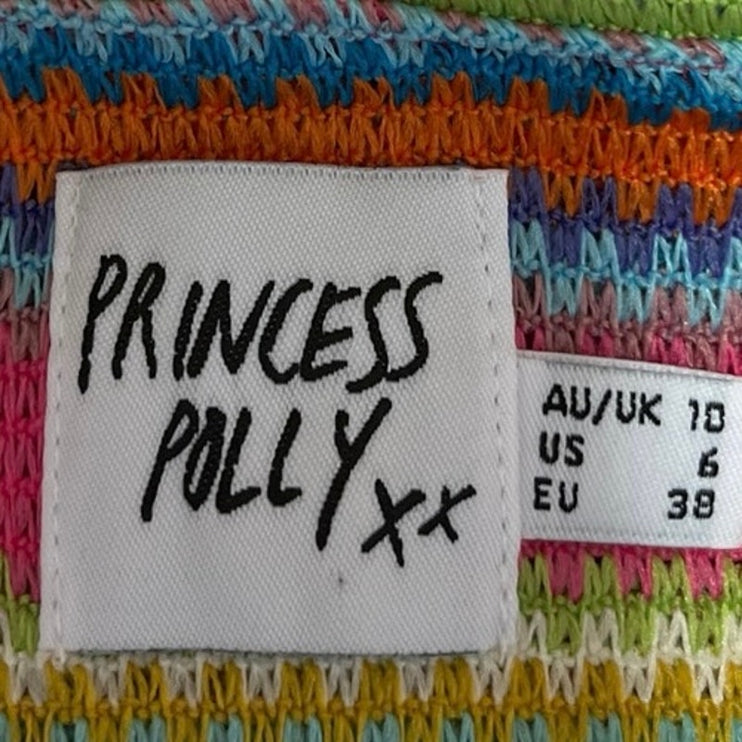 PRINCESS
POLLY xx
AU/UK 10
US 6
EU 38